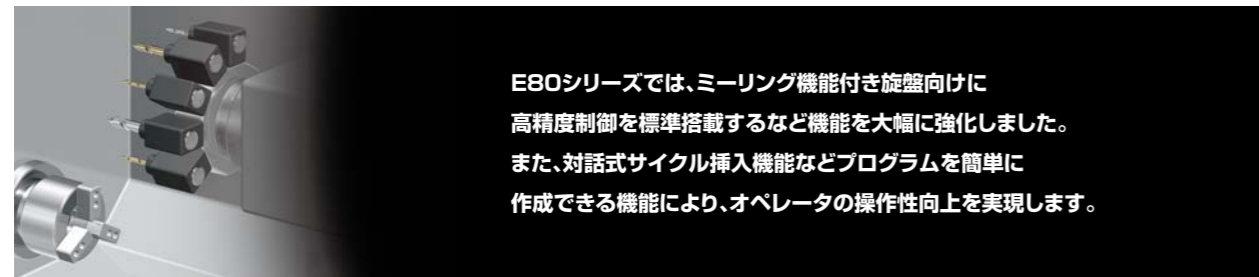 E80シリーズでは、ミーリング機能付き旋盤向けに
高精度制御を標準搭載するなど機能を大幅に強化しました。
また、対話式サイクル挿入機能などプログラムを簡単に
作成できる機能により、オペレータの操作性向上を実現します。